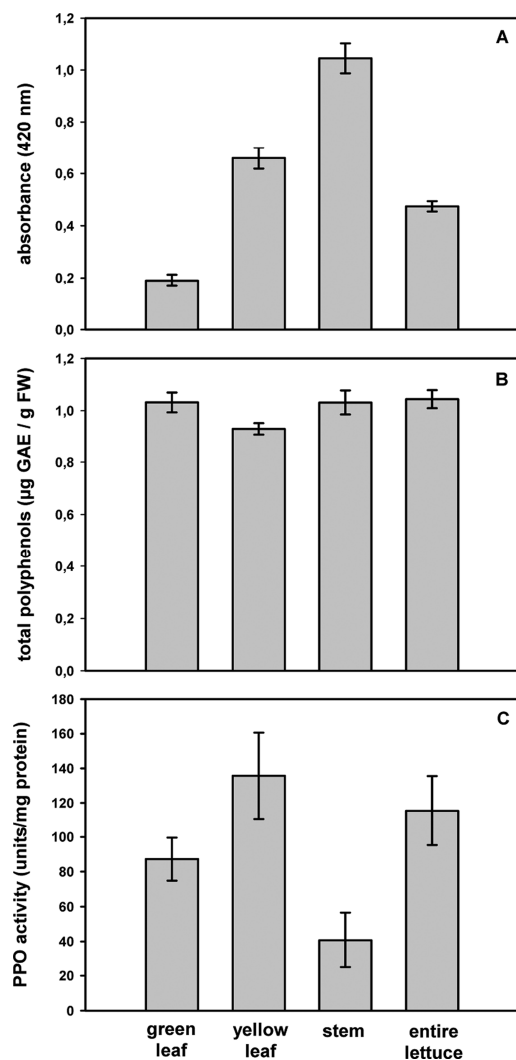 A
absorbance (420 nm)
1,2
1,0
0,8
0,6
0,4
0,2
0,0
B
total polyphenols (µg GAE / g FW)
1,2
1,0
0,8
0,6
0,4
0,2
0,0
C
PPO activity (units/mg protein)
180
160
140
120
100
80
60
40
20
0
green
leaf
yellow
leaf
stem
entire
lettuce